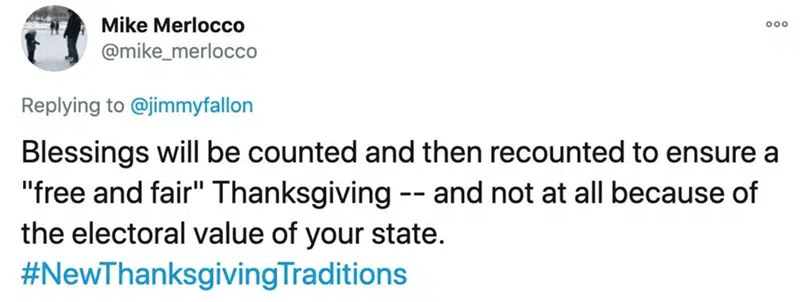 Mike Merlocco
@mike_merlocco
Replying to @jimmyfallon
Blessings will be counted and then recounted to ensure a
"free and fair" Thanksgiving -- and not at all because of
the electoral value of your state.
#NewThanksgivingTraditions